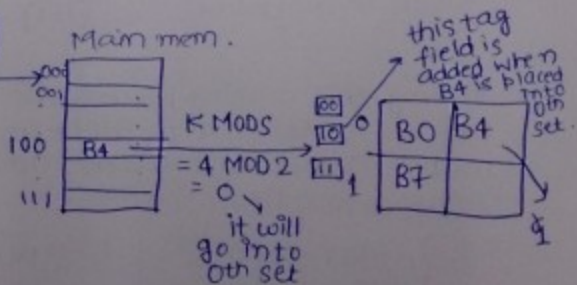 Main mem.
000
001
100
B4
111
K MODS
= 4 MOD 2
= 0
it will
go into
0th set
00
10
11
this tag
field is
added when
B4 is placed
into
0th
set.
0
B0
B4
1
B7